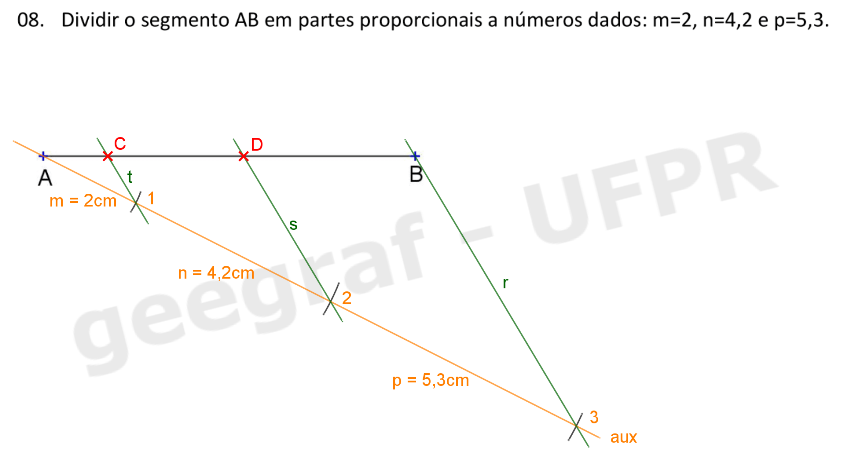 08. Dividir o segmento AB em partes proporcionais a números dados: m=2, n=4,2 e p=5,3.
C
D
A
t
B
m = 2cm
1
s
n = 4,2cm
r
2
p = 5,3cm
3
aux
geegraf - UFPR